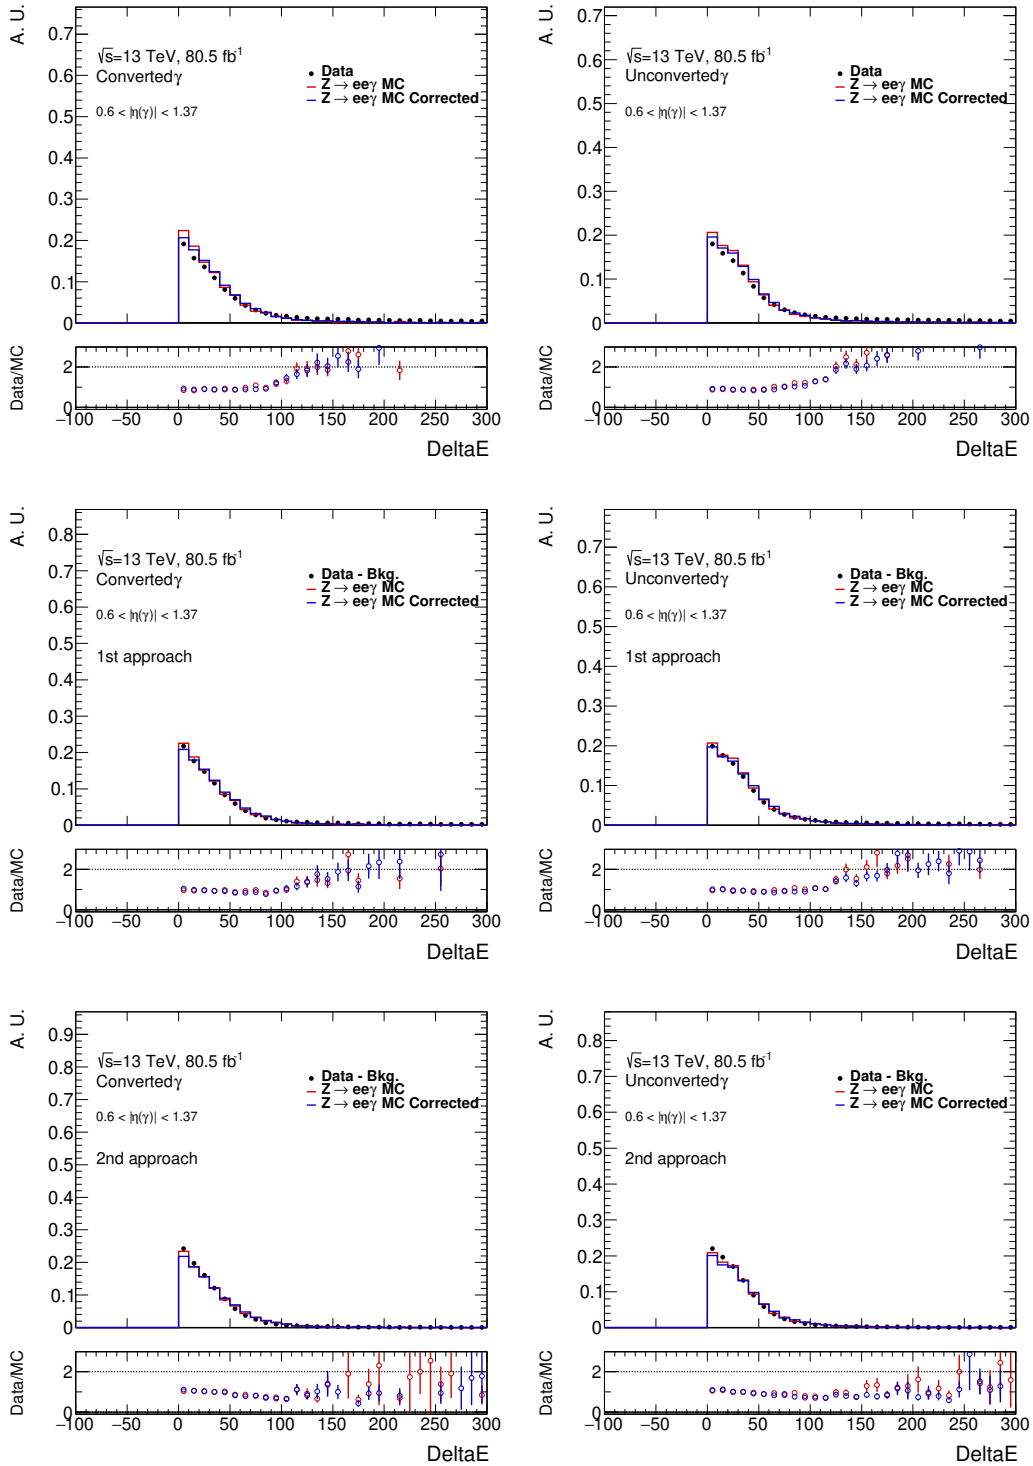 A. U.
0.7
0.6
0.5
0.4
0.3
0.2
0.1
0
√s=13 TeV, 80.5 fb-1
Converted γ
0.6 < |η(γ)| < 1.37
Data
Z → eeγ MC
Z → eeγ MC Corrected
Data/MC
2
0
−100 −50 0 50 100 150 200 250 300
DeltaE
A. U.
0.7
0.6
0.5
0.4
0.3
0.2
0.1
0
√s=13 TeV, 80.5 fb-1
Unconverted γ
0.6 < |η(γ)| < 1.37
Data
Z → eeγ MC
Z → eeγ MC Corrected
Data/MC
2
0
−100 −50 0 50 100 150 200 250 300
DeltaE
A. U.
0.8
0.7
0.6
0.5
0.4
0.3
0.2
0.1
0
√s=13 TeV, 80.5 fb-1
Converted γ
0.6 < |η(γ)| < 1.37
1st approach
Data - Bkg.
Z → eeγ MC
Z → eeγ MC Corrected
Data/MC
2
0
−100 −50 0 50 100 150 200 250 300
DeltaE
A. U.
0.7
0.6
0.5
0.4
0.3
0.2
0.1
0
√s=13 TeV, 80.5 fb-1
Unconverted γ
0.6 < |η(γ)| < 1.37
1st approach
Data - Bkg.
Z → eeγ MC
Z → eeγ MC Corrected
Data/MC
2
0
−100 −50 0 50 100 150 200 250 300
DeltaE
A. U.
0.9
0.8
0.7
0.6
0.5
0.4
0.3
0.2
0.1
0
√s=13 TeV, 80.5 fb-1
Converted γ
0.6 < |η(γ)| < 1.37
2nd approach
Data - Bkg.
Z → eeγ MC
Z → eeγ MC Corrected
Data/MC
2
0
−100 −50 0 50 100 150 200 250 300
DeltaE
A. U.
0.8
0.7
0.6
0.5
0.4
0.3
0.2
0.1
0
√s=13 TeV, 80.5 fb-1
Unconverted γ
0.6 < |η(γ)| < 1.37
2nd approach
Data - Bkg.
Z → eeγ MC
Z → eeγ MC Corrected
Data/MC
2
0
−100 −50 0 50 100 150 200 250 300
DeltaE